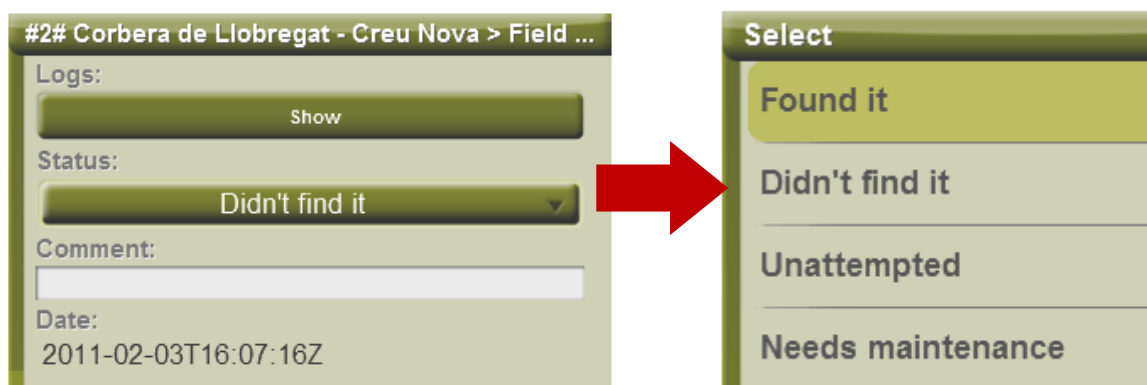 #2# Corbera de Llobregat - Creu Nova > Field ...
Logs:
Show
Status:
Didn't find it
Comment:
Date:
2011-02-03T16:07:16Z
Select
Found it
Didn't find it
Unattempted
Needs maintenance